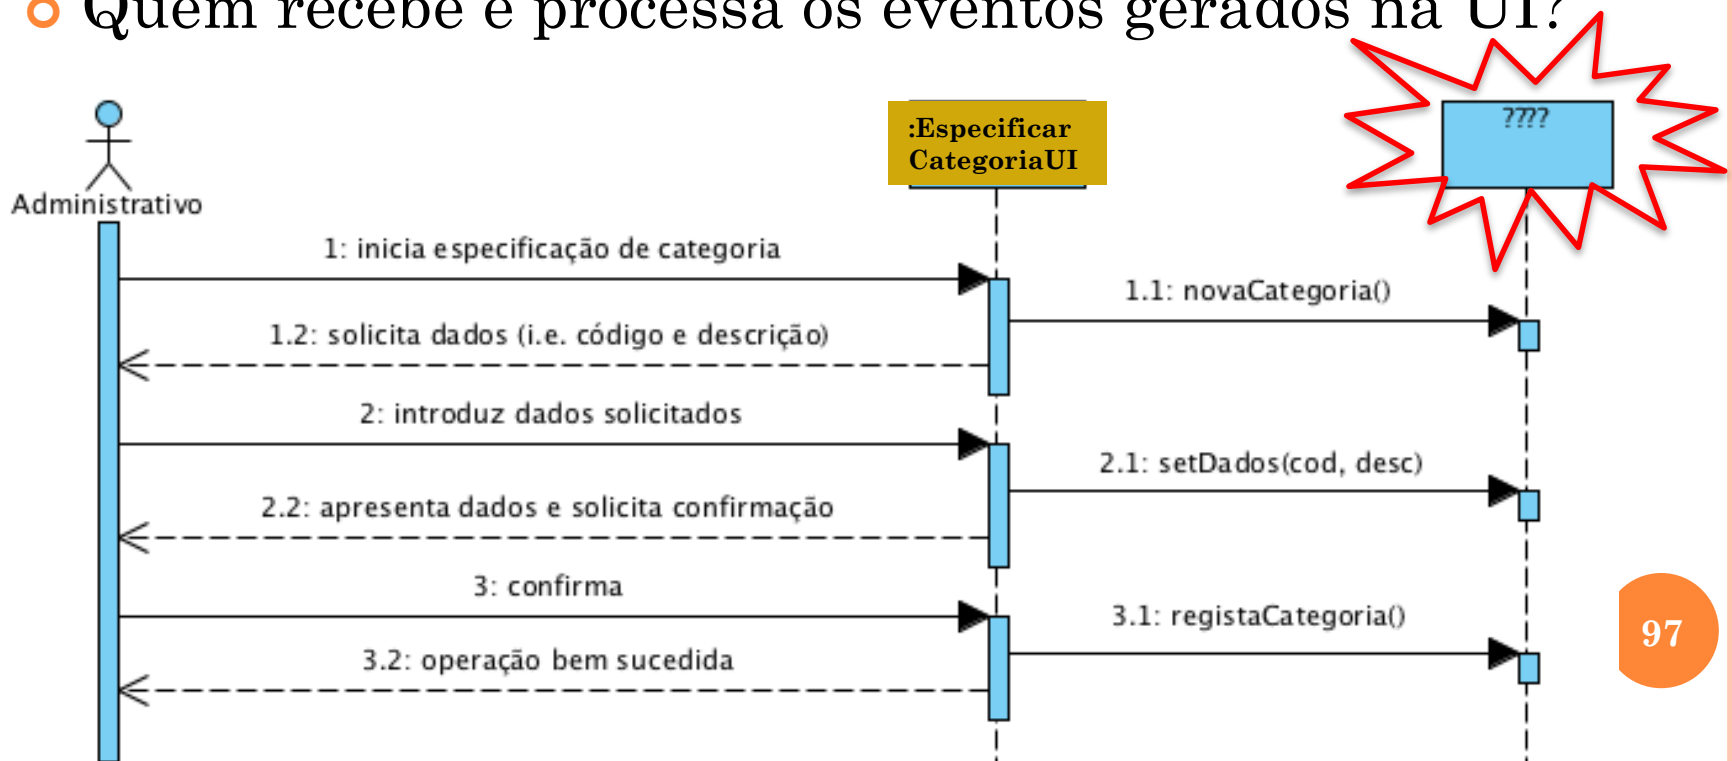 Quem recebe e processa os eventos gerados na UI?
:Especificar
CategoriaUI
????
Administrativo
1: inicia especificação de categoria
1.1: novaCategoria()
1.2: solicita dados (i.e. código e descrição)
2: introduz dados solicitados
2.1: setDados(cod, desc)
2.2: apresenta dados e solicita confirmação
3: confirma
3.1: registaCategoria()
97
3.2: operação bem sucedida